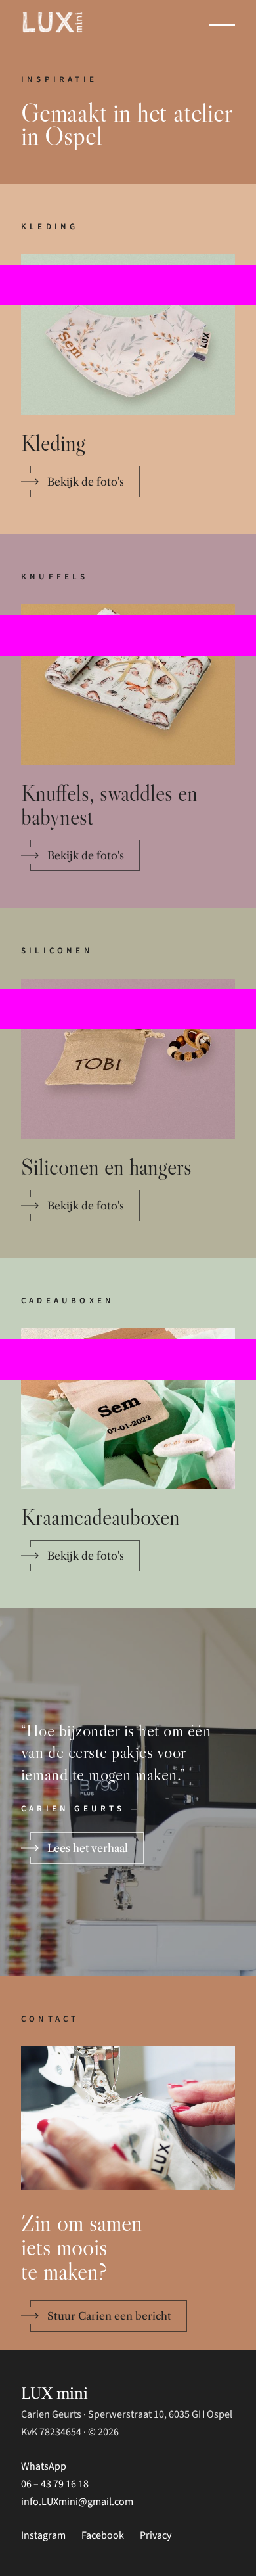 LUX mini
INSPIRATIE
Gemaakt in het atelier
in Ospel
KLEDING
Sem
LUX
Kleding
Bekijk de foto's
KNUFFELS
Knuffels, swaddles en
babynest
Bekijk de foto's
SILICONEN
TOBI
Siliconen en hangers
Bekijk de foto's
CADEAUBOXEN
Sem
07-01-2022
Kraamcadeauboxen
Bekijk de foto's
“Hoe bijzonder is het om één
van de eerste pakjes voor
iemand te mogen maken.”
B 790
PLUS
CARIEN GEURTS —
Lees het verhaal
CONTACT
LUX
Zin om samen
iets moois
te maken?
Stuur Carien een bericht
LUX mini
Carien Geurts · Sperwerstraat 10, 6035 GH Ospel
KvK 78234654 · © 2026
WhatsApp
06 – 43 79 16 18
info.LUXmini@gmail.com
Instagram Facebook Privacy